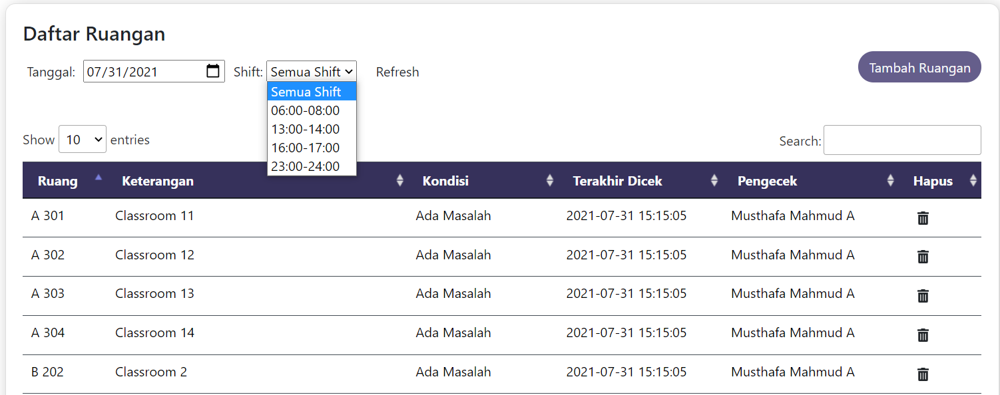 Daftar Ruangan
Tanggal: 07/31/2021 Shift: Semua Shift Refresh Tambah Ruangan
Semua Shift
06:00-08:00
13:00-14:00
16:00-17:00
23:00-24:00
Show 10 entries Search:
Ruang Keterangan Kondisi Terakhir Dicek Pengecek Hapus
A 301 Classroom 11 Ada Masalah 2021-07-31 15:15:05 Musthafa Mahmud A
A 302 Classroom 12 Ada Masalah 2021-07-31 15:15:05 Musthafa Mahmud A
A 303 Classroom 13 Ada Masalah 2021-07-31 15:15:05 Musthafa Mahmud A
A 304 Classroom 14 Ada Masalah 2021-07-31 15:15:05 Musthafa Mahmud A
B 202 Classroom 2 Ada Masalah 2021-07-31 15:15:05 Musthafa Mahmud A